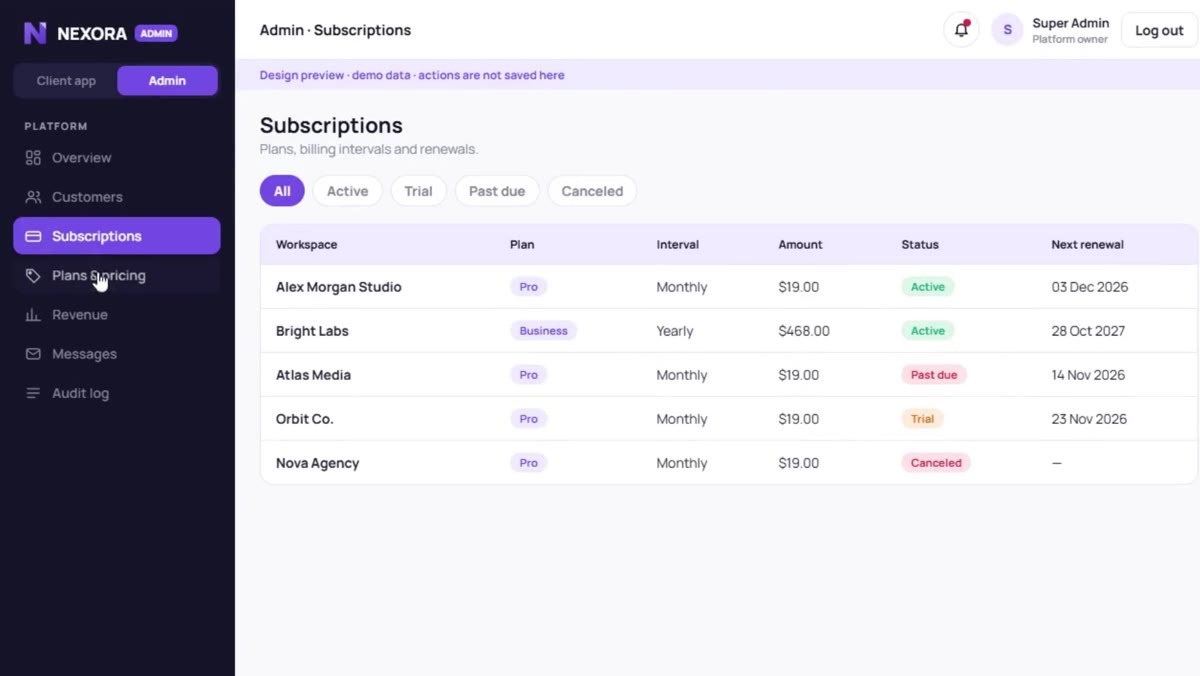 NEXORA ADMIN
Client app Admin
PLATFORM
Overview
Customers
Subscriptions
Plans & pricing
Revenue
Messages
Audit log
Admin · Subscriptions
S Super Admin
Platform owner
Log out
Design preview · demo data · actions are not saved here
Subscriptions
Plans, billing intervals and renewals.
All Active Trial Past due Canceled
Workspace Plan Interval Amount Status Next renewal
Alex Morgan Studio Pro Monthly $19.00 Active 03 Dec 2026
Bright Labs Business Yearly $468.00 Active 28 Oct 2027
Atlas Media Pro Monthly $19.00 Past due 14 Nov 2026
Orbit Co. Pro Monthly $19.00 Trial 23 Nov 2026
Nova Agency Pro Monthly $19.00 Canceled —